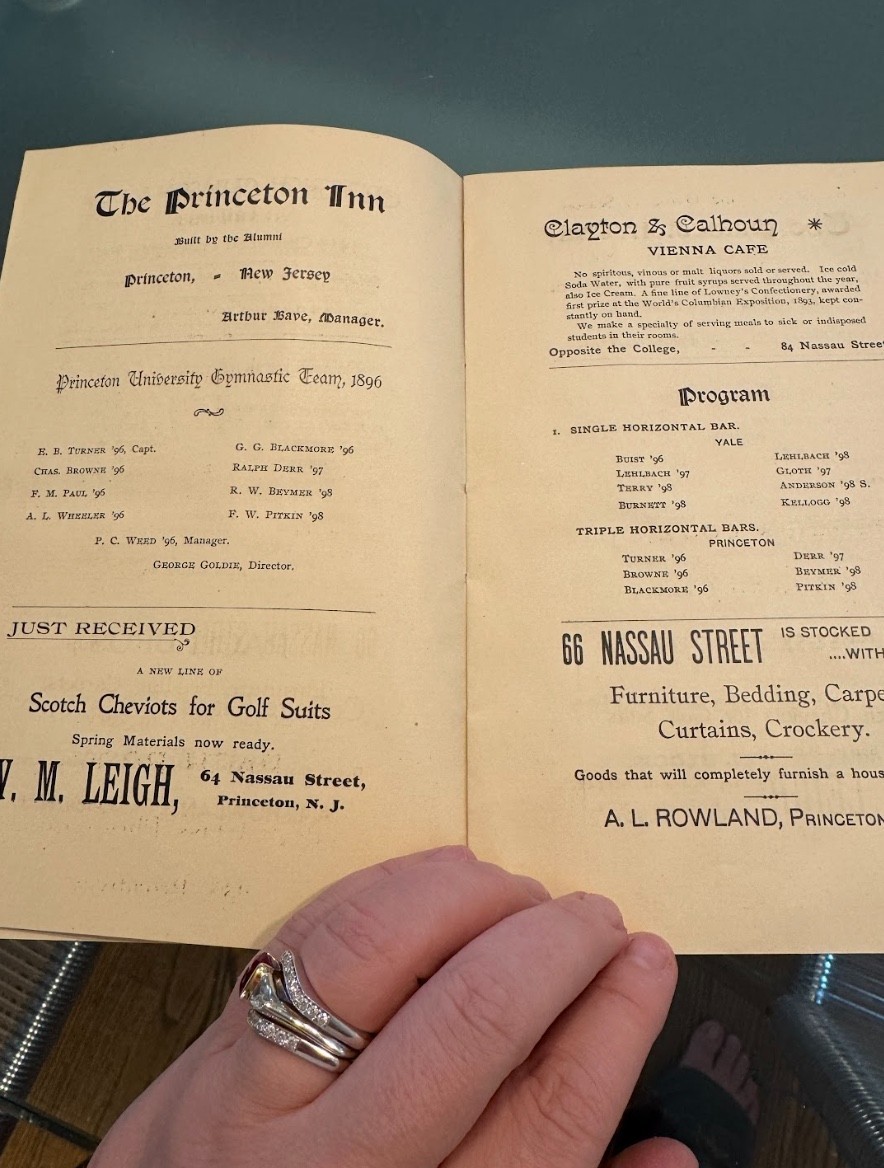 The Princeton Inn
Built by the Alumni
Princeton, - New Jersey
Arthur Bave, Manager.
Princeton University Gymnastic Team, 1896
E. B. Turner '96, Capt.
G. G. Blackmore '96
Chas. Browne '96
Ralph Derr '97
F. M. Paul '96
R. W. Beymer '98
A. L. Wheeler '96
F. W. Pitkin '98
P. C. Weed '96, Manager.
George Goldie, Director.
JUST RECEIVED
A NEW LINE OF
Scotch Cheviots for Golf Suits
Spring Materials now ready.
M. LEIGH,
64 Nassau Street,
Princeton, N. J.
Clayton & Calhoun *
VIENNA CAFE
No spiritous, vinous or malt liquors sold or served. Ice cold
Soda Water, with pure fruit syrups served throughout the year,
also Ice Cream. A fine line of Lowney's Confectionery, awarded
first prize at the World's Columbian Exposition, 1893, kept con-
stantly on hand.
We make a specialty of serving meals to sick or indisposed
students in their rooms.
Opposite the College, - - 84 Nassau Street
Program
1. SINGLE HORIZONTAL BAR.
YALE
Buist '96
Lehlbach '98
Lehlbach '97
Gloth '97
Terry '98
Anderson '98 S.
Burnett '98
Kellogg '98
TRIPLE HORIZONTAL BARS.
PRINCETON
Turner '96
Derr '97
Browne '96
Beymer '98
Blackmore '96
Pitkin '98
66 NASSAU STREET
IS STOCKED
....WITH
Furniture, Bedding, Carpe
Curtains, Crockery.
Goods that will completely furnish a hous
A. L. ROWLAND, PRINCETON